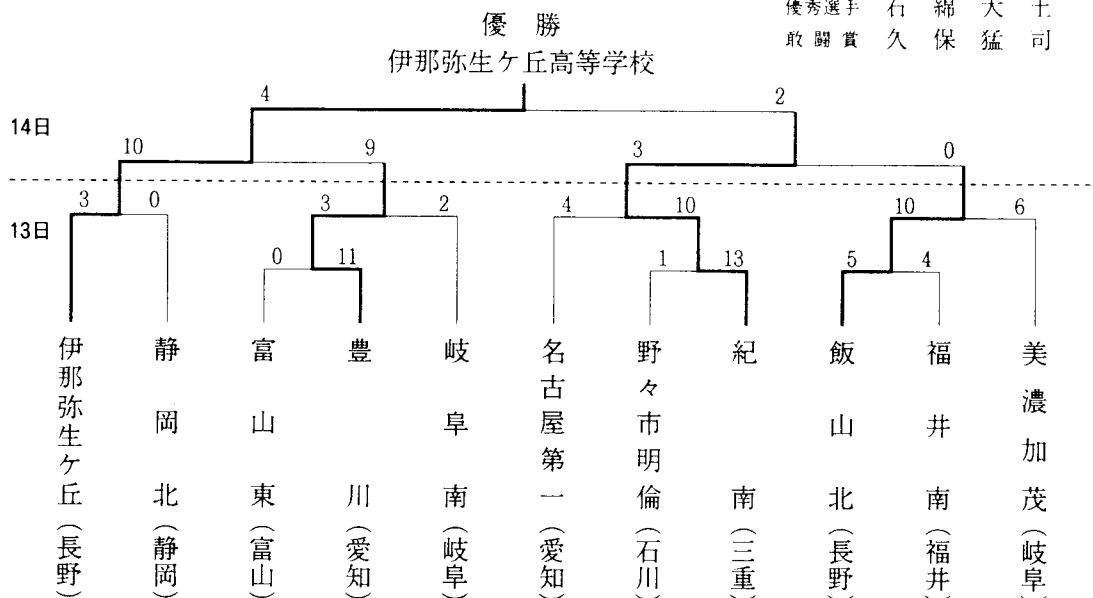 優秀選手 石綿大士
敢闘賞 久保猛司
優勝
伊那弥生ケ丘高等学校
4 2
14日
10 9 3 0
3 0 3 2 4 10 10 6
13日
0 11 1 13 5 4
伊那弥生ケ丘(長野)
静岡北(静岡)
富山東(富山)
豊川(愛知)
岐阜南(岐阜)
名古屋第一(愛知)
野々市明倫(石川)
紀南(三重)
飯山北(長野)
福井南(福井)
美濃加茂(岐阜)